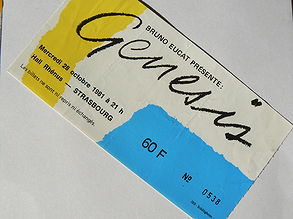 BRUNO EUCAT PRÉSENTE:
Genesis
Mercredi 28 octobre 1981 à 21 h
Hall Rhénus
STRASBOURG
Les billets ne sont ni repris ni échangés.
60 F
Nº 0538